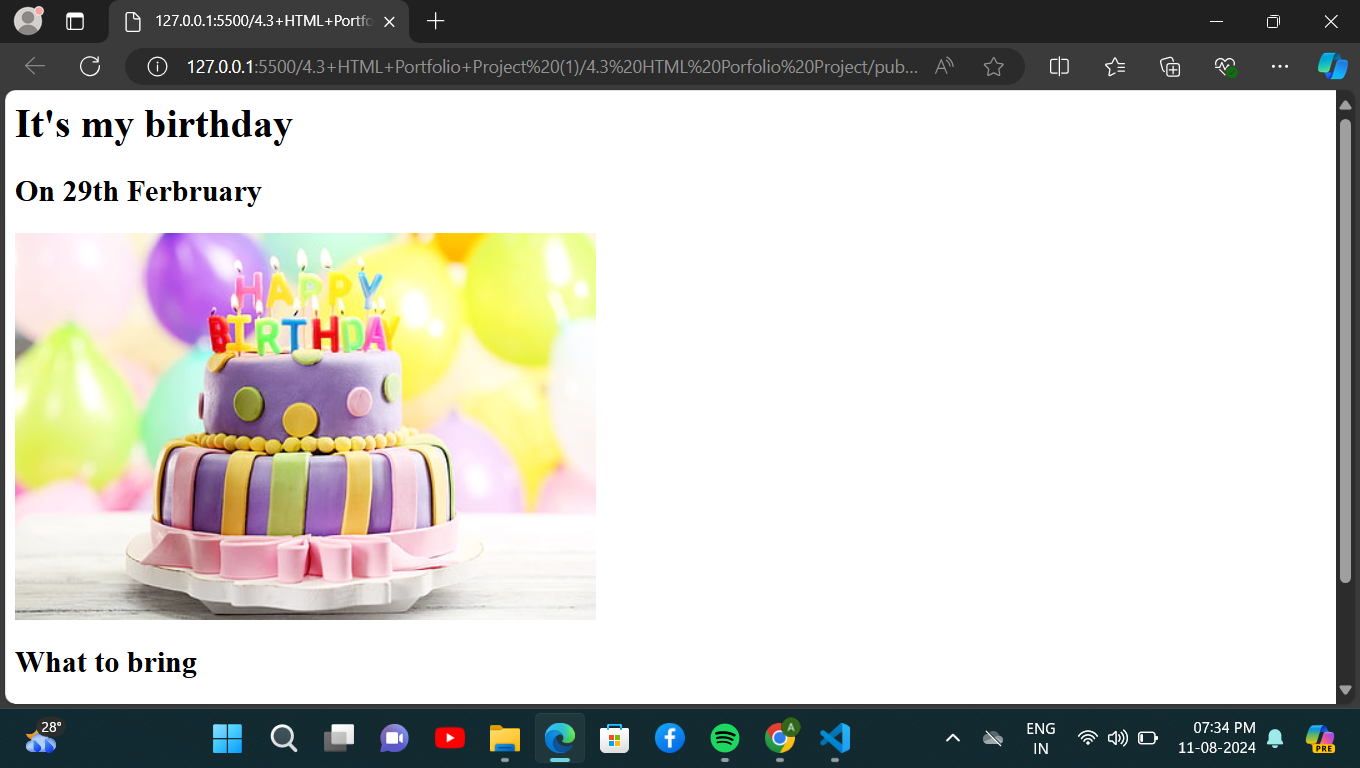 127.0.0.1:5500/4.3+HTML+Portfo
127.0.0.1:5500/4.3+HTML+Portfolio+Project%20(1)/4.3%20HTML%20Porfolio%20Project/pub...
It's my birthday
On 29th Ferbruary
HAPPY
BIRTHDAY
What to bring
28°
A
ENG
IN
07:34 PM
11-08-2024
PRE